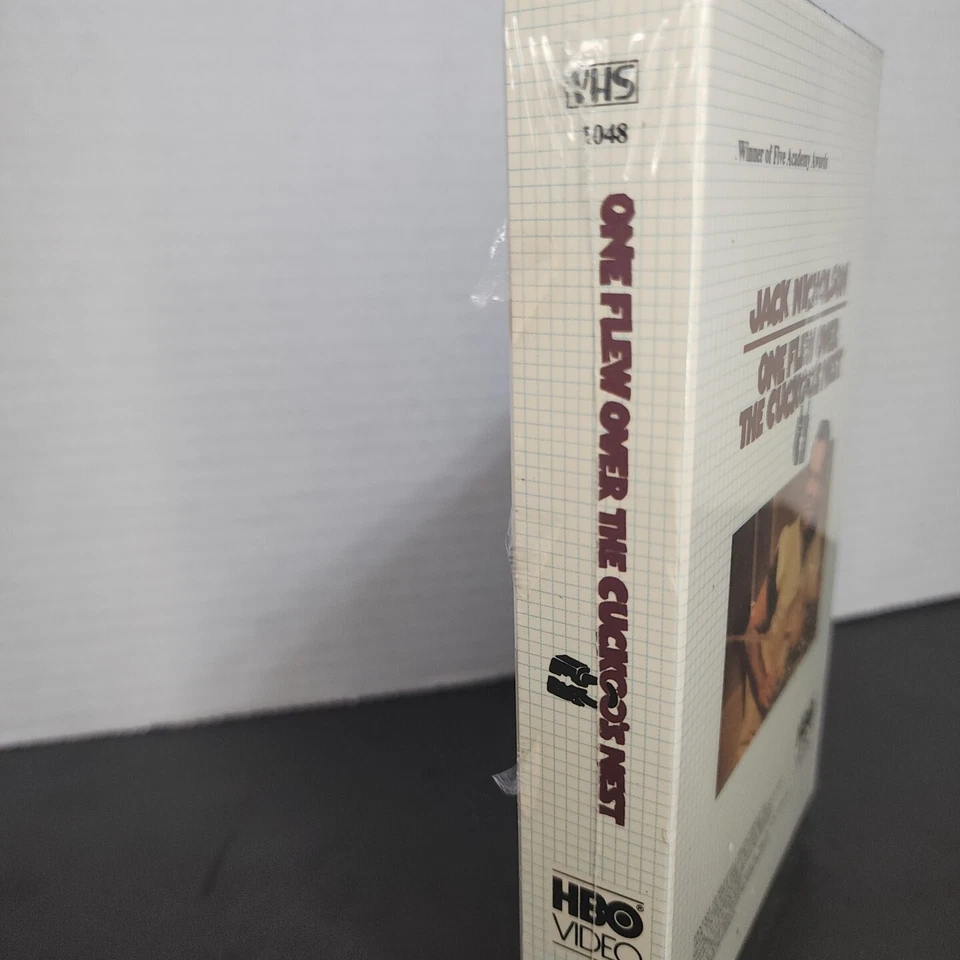 VHS
1048
ONE FLEW OVER THE CUCKOO'S NEST
HBO®
VIDEO
Winner of Five Academy Awards
JACK NICHOLSON
ONE FLEW OVER
THE CUCKOO'S NEST